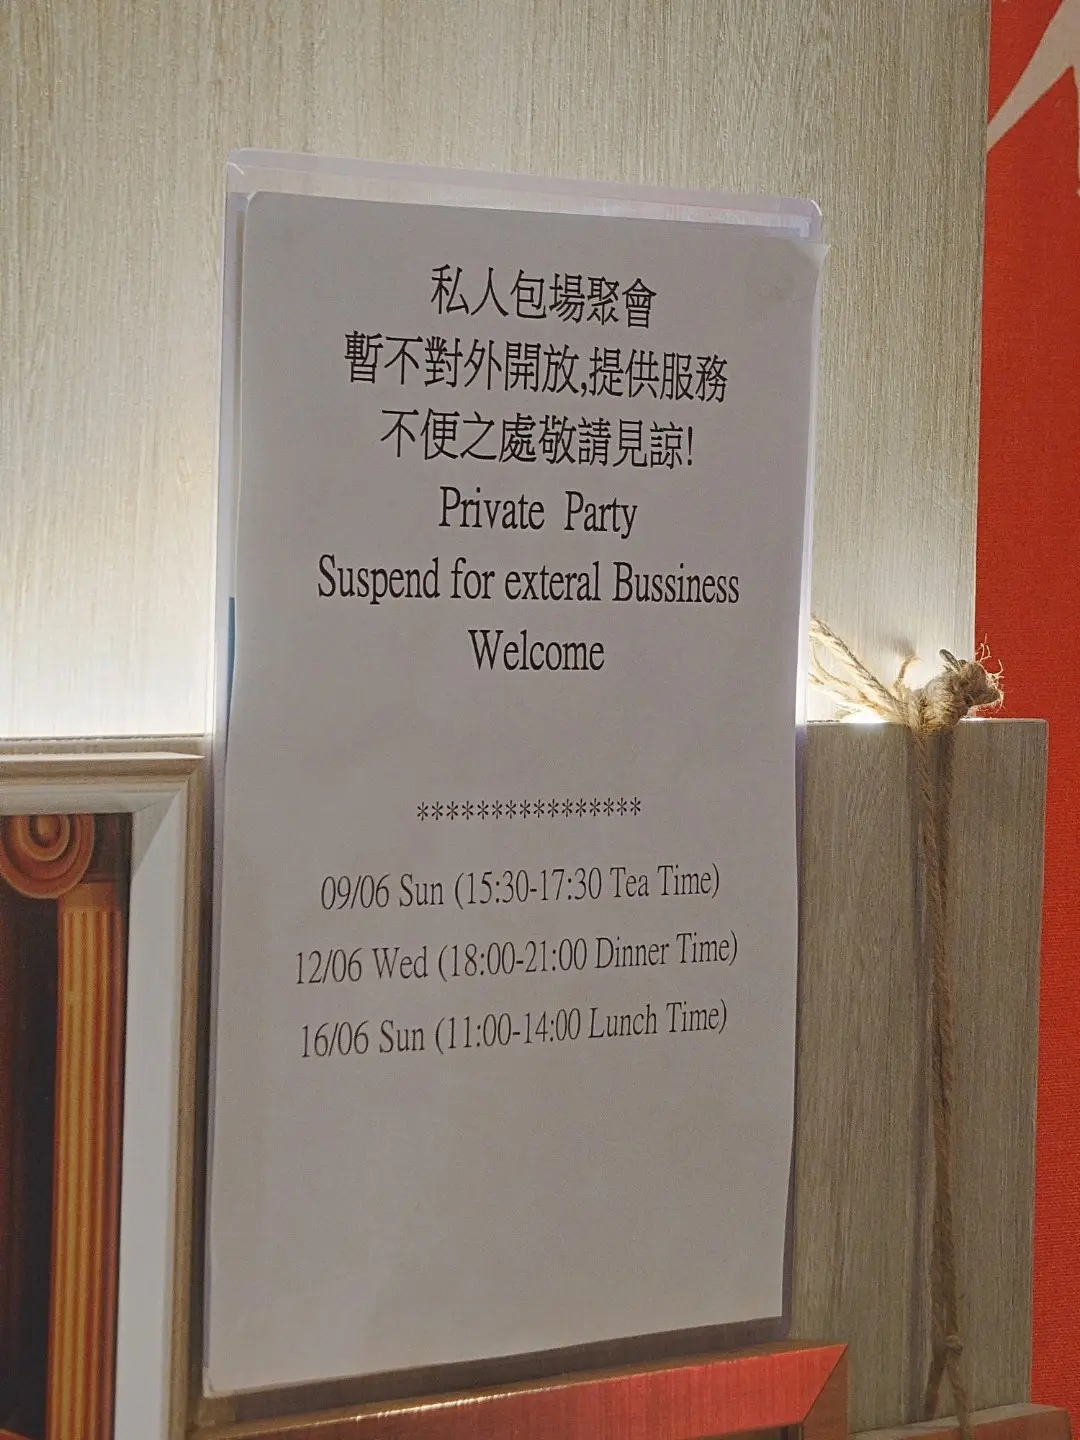 私人包場聚會
暫不對外開放,提供服務
不便之處敬請見諒!
Private Party
Suspend for exteral Bussiness
Welcome
****************
09/06 Sun (15:30-17:30 Tea Time)
12/06 Wed (18:00-21:00 Dinner Time)
16/06 Sun (11:00-14:00 Lunch Time)